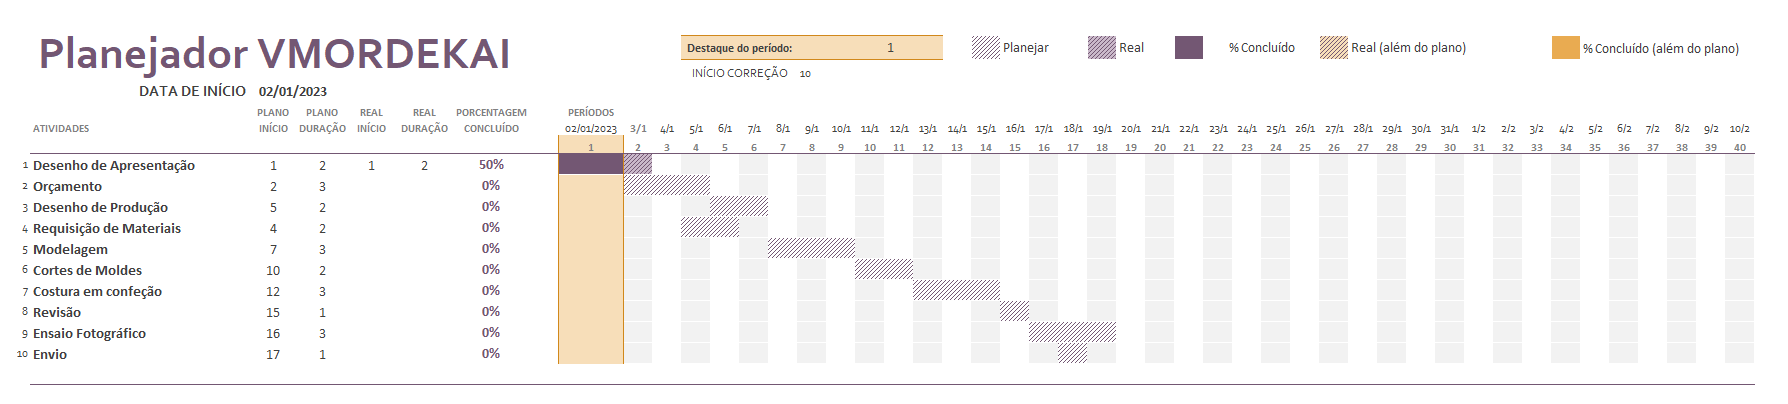 Planejador VMORDEKAI
Destaque do período: 1
Planejar
Real
% Concluído
Real (além do plano)
% Concluído (além do plano)
INÍCIO CORREÇÃO 10
DATA DE INÍCIO 02/01/2023
ATIVIDADES
PLANO INÍCIO
PLANO DURAÇÃO
REAL INÍCIO
REAL DURAÇÃO
PORCENTAGEM CONCLUÍDO
PERÍODOS
02/01/2023 3/1 4/1 5/1 6/1 7/1 8/1 9/1 10/1 11/1 12/1 13/1 14/1 15/1 16/1 17/1 18/1 19/1 20/1 21/1 22/1 23/1 24/1 25/1 26/1 27/1 28/1 29/1 30/1 31/1 1/2 2/2 3/2 4/2 5/2 6/2 7/2 8/2 9/2 10/2
1 2 3 4 5 6 7 8 9 10 11 12 13 14 15 16 17 18 19 20 21 22 23 24 25 26 27 28 29 30 31 32 33 34 35 36 37 38 39 40
1 Desenho de Apresentação 1 2 1 2 50%
2 Orçamento 2 3 0%
3 Desenho de Produção 5 2 0%
4 Requisição de Materiais 4 2 0%
5 Modelagem 7 3 0%
6 Cortes de Moldes 10 2 0%
7 Costura em confeção 12 3 0%
8 Revisão 15 1 0%
9 Ensaio Fotográfico 16 3 0%
10 Envio 17 1 0%